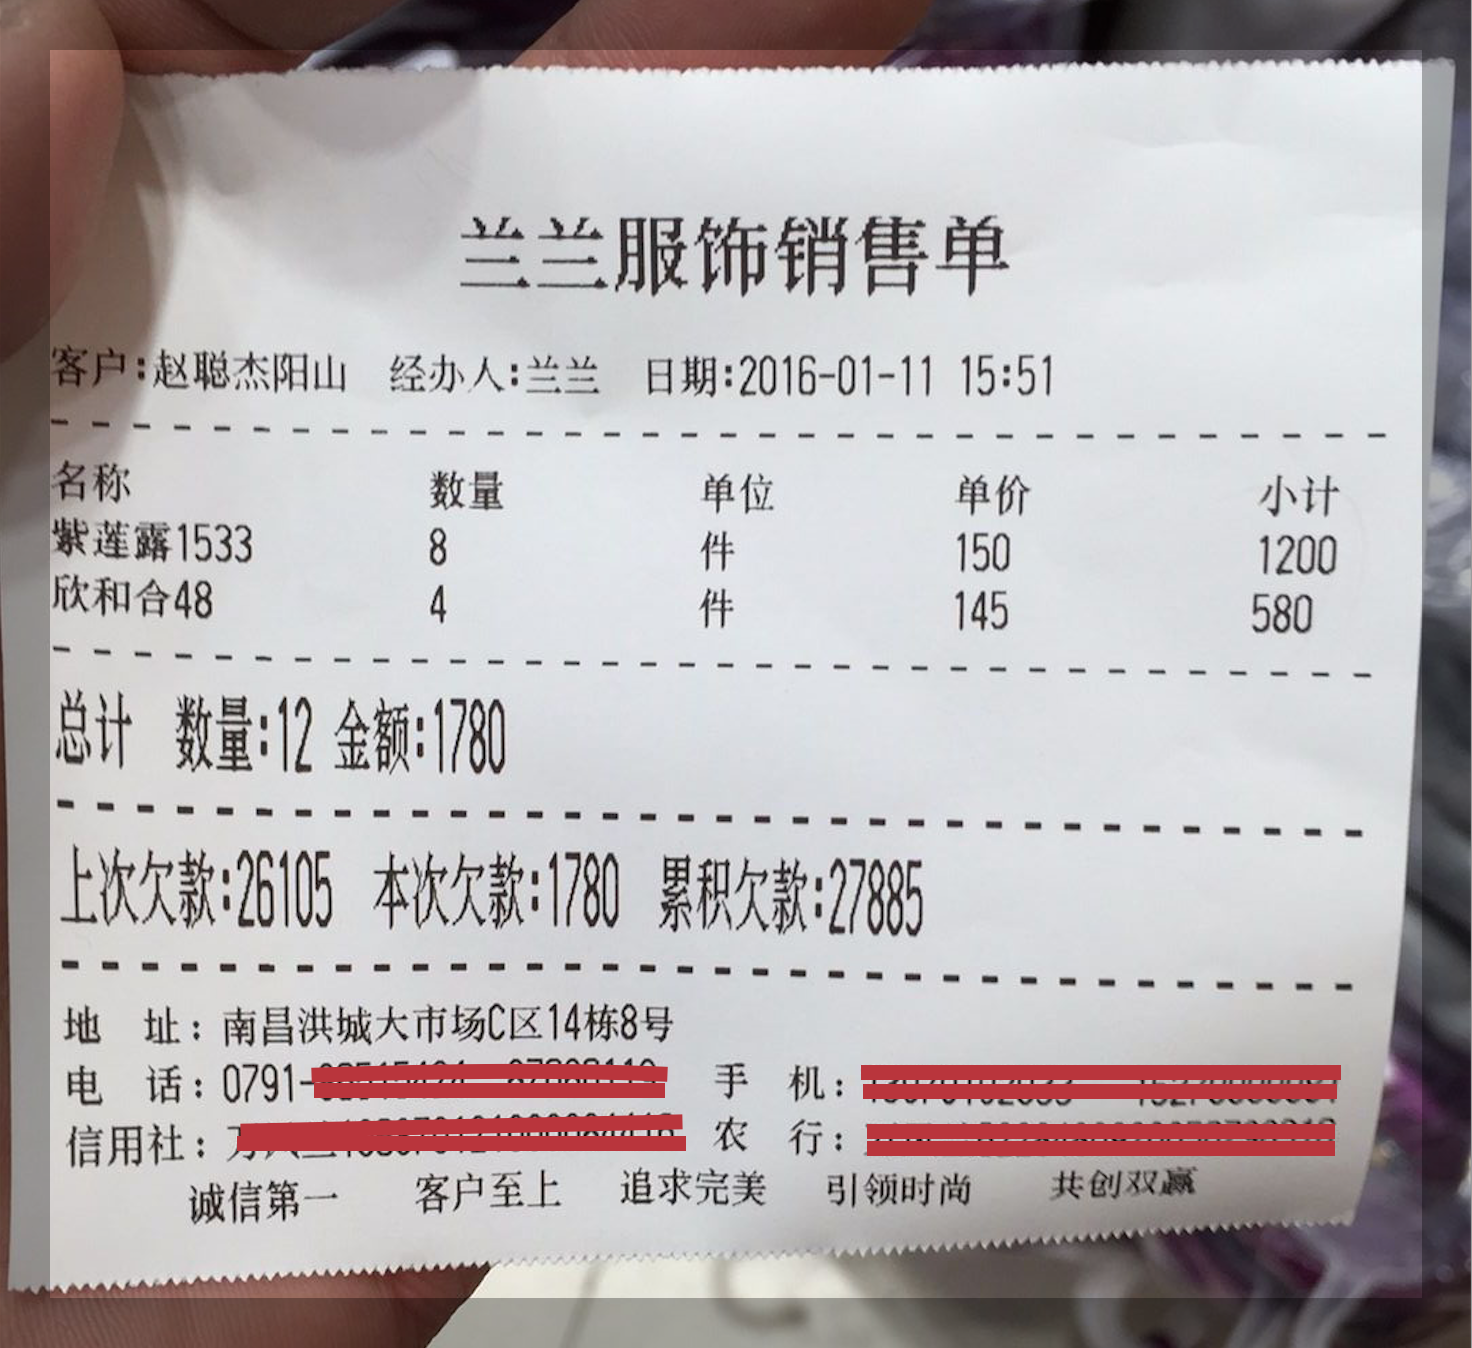 兰兰服饰销售单
客户:赵聪杰阳山 经办人:兰兰 日期:2016-01-11 15:51
名称 数量 单位 单价 小计
紫莲露1533 8 件 150 1200
欣和合48 4 件 145 580
总计 数量:12 金额:1780
上次欠款:26105 本次欠款:1780 累积欠款:27885
地 址: 南昌洪城大市场C区14栋8号
电 话: 0791- 手 机:
信用社: 农 行:
诚信第一 客户至上 追求完美 引领时尚 共创双赢